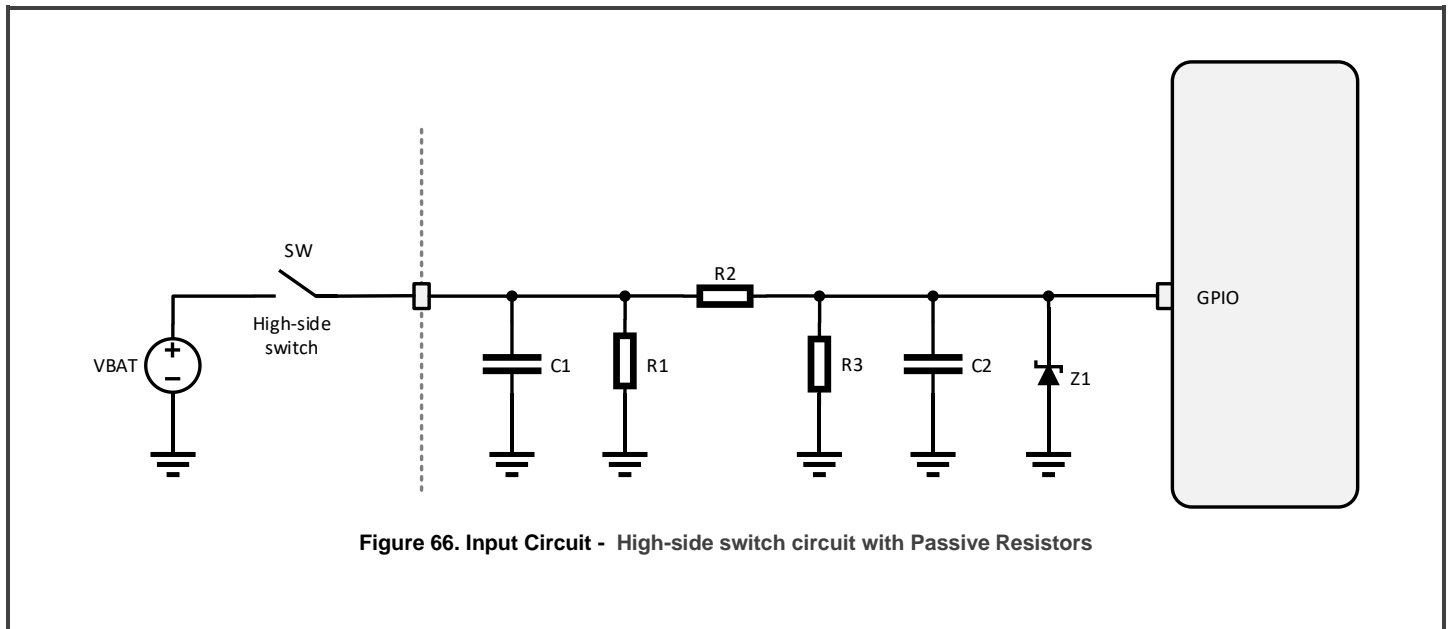 SW
High-side
switch
VBAT
C1
R1
R2
R3
C2
Z1
GPIO
Figure 66. Input Circuit - High-side switch circuit with Passive Resistors